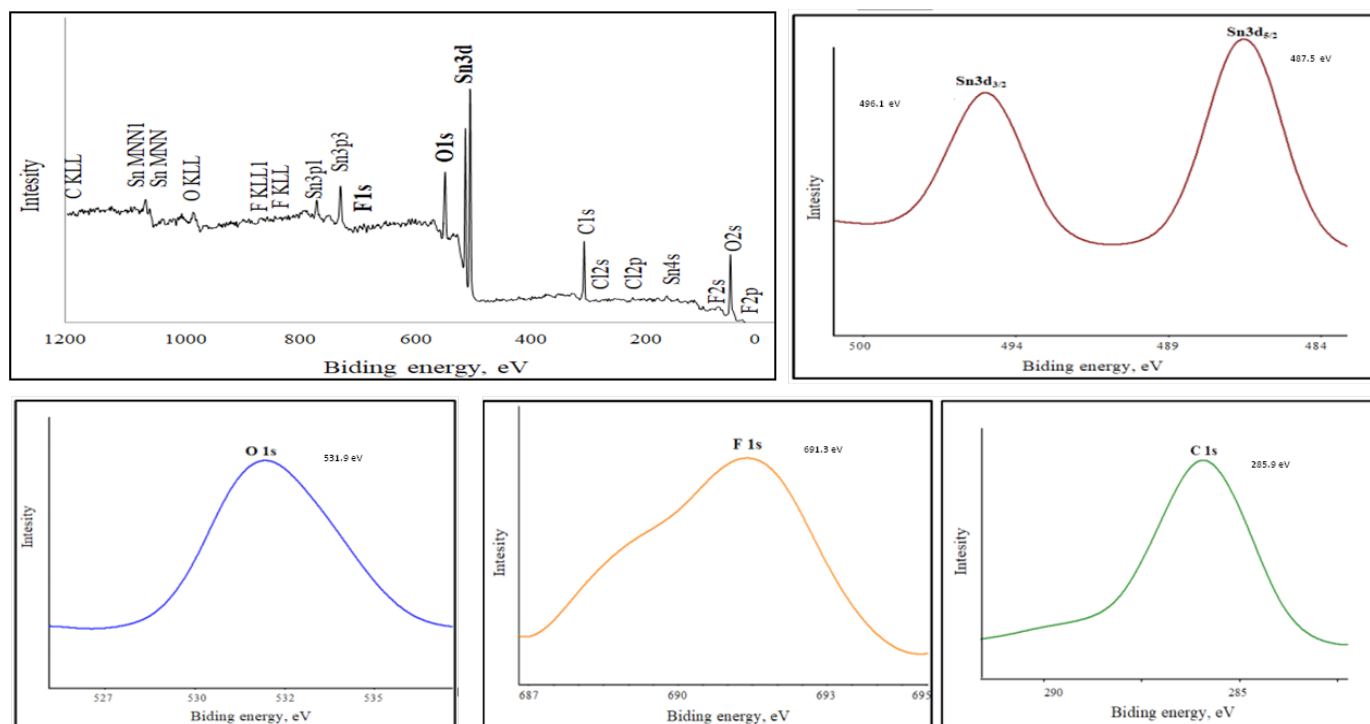 Intesity
C KLL
Sn MNN1
Sn MNN
O KLL
F KLL1
F KLL
Sn3p1
Sn3p3
F1s
O1s
Sn3d
C1s
Cl2s
Cl2p
Sn4s
F2s
O2s
F2p
1200 1000 800 600 400 200 0
Biding energy, eV
Intesity
Sn3d3/2
496.1 eV
Sn3d5/2
487.5 eV
500 494 489 484
Biding energy, eV
Intesity
O 1s
531.9 eV
527 530 532 535
Biding energy, eV
Intesity
F 1s
691.3 eV
687 690 693 695
Biding energy, eV
Intesity
C 1s
285.9 eV
290 285
Biding energy, eV